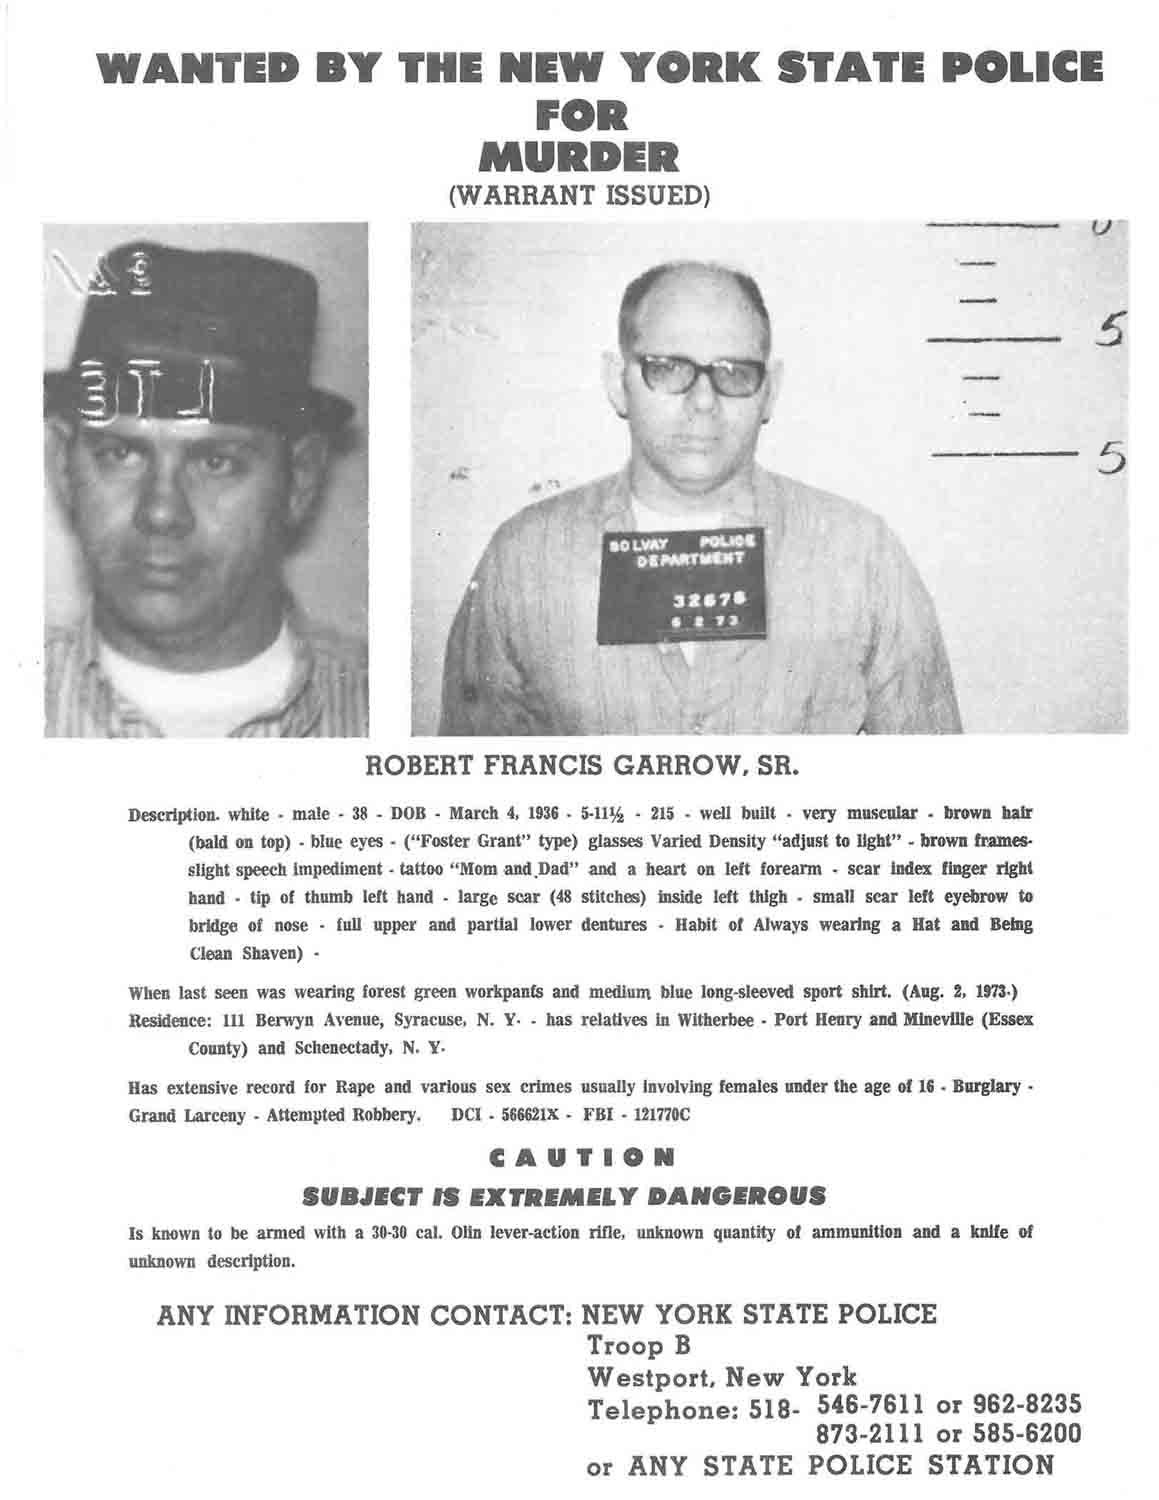 WANTED BY THE NEW YORK STATE POLICE
FOR
MURDER
(WARRANT ISSUED)
5
5
SOLVAY POLICE
DEPARTMENT
32678
6 2 73
ROBERT FRANCIS GARROW, SR.
Description. white - male - 38 - DOB - March 4, 1936 - 5-11½ - 215 - well built - very muscular - brown hair
(bald on top) - blue eyes - ("Foster Grant" type) glasses Varied Density "adjust to light" - brown frames-
slight speech impediment - tattoo "Mom and Dad" and a heart on left forearm - scar index finger right
hand - tip of thumb left hand - large scar (48 stitches) inside left thigh - small scar left eyebrow to
bridge of nose - full upper and partial lower dentures - Habit of Always wearing a Hat and Being
Clean Shaven) -
When last seen was wearing forest green workpants and medium blue long-sleeved sport shirt. (Aug. 2, 1973.)
Residence: 111 Berwyn Avenue, Syracuse, N. Y. - has relatives in Witherbee - Port Henry and Mineville (Essex
County) and Schenectady, N. Y.
Has extensive record for Rape and various sex crimes usually involving females under the age of 16 - Burglary -
Grand Larceny - Attempted Robbery. DCI - 566621X - FBI - 121770C
CAUTION
SUBJECT IS EXTREMELY DANGEROUS
Is known to be armed with a 30-30 cal. Olin lever-action rifle, unknown quantity of ammunition and a knife of
unknown description.
ANY INFORMATION CONTACT: NEW YORK STATE POLICE
Troop B
Westport, New York
Telephone: 518- 546-7611 or 962-8235
873-2111 or 585-6200
or ANY STATE POLICE STATION